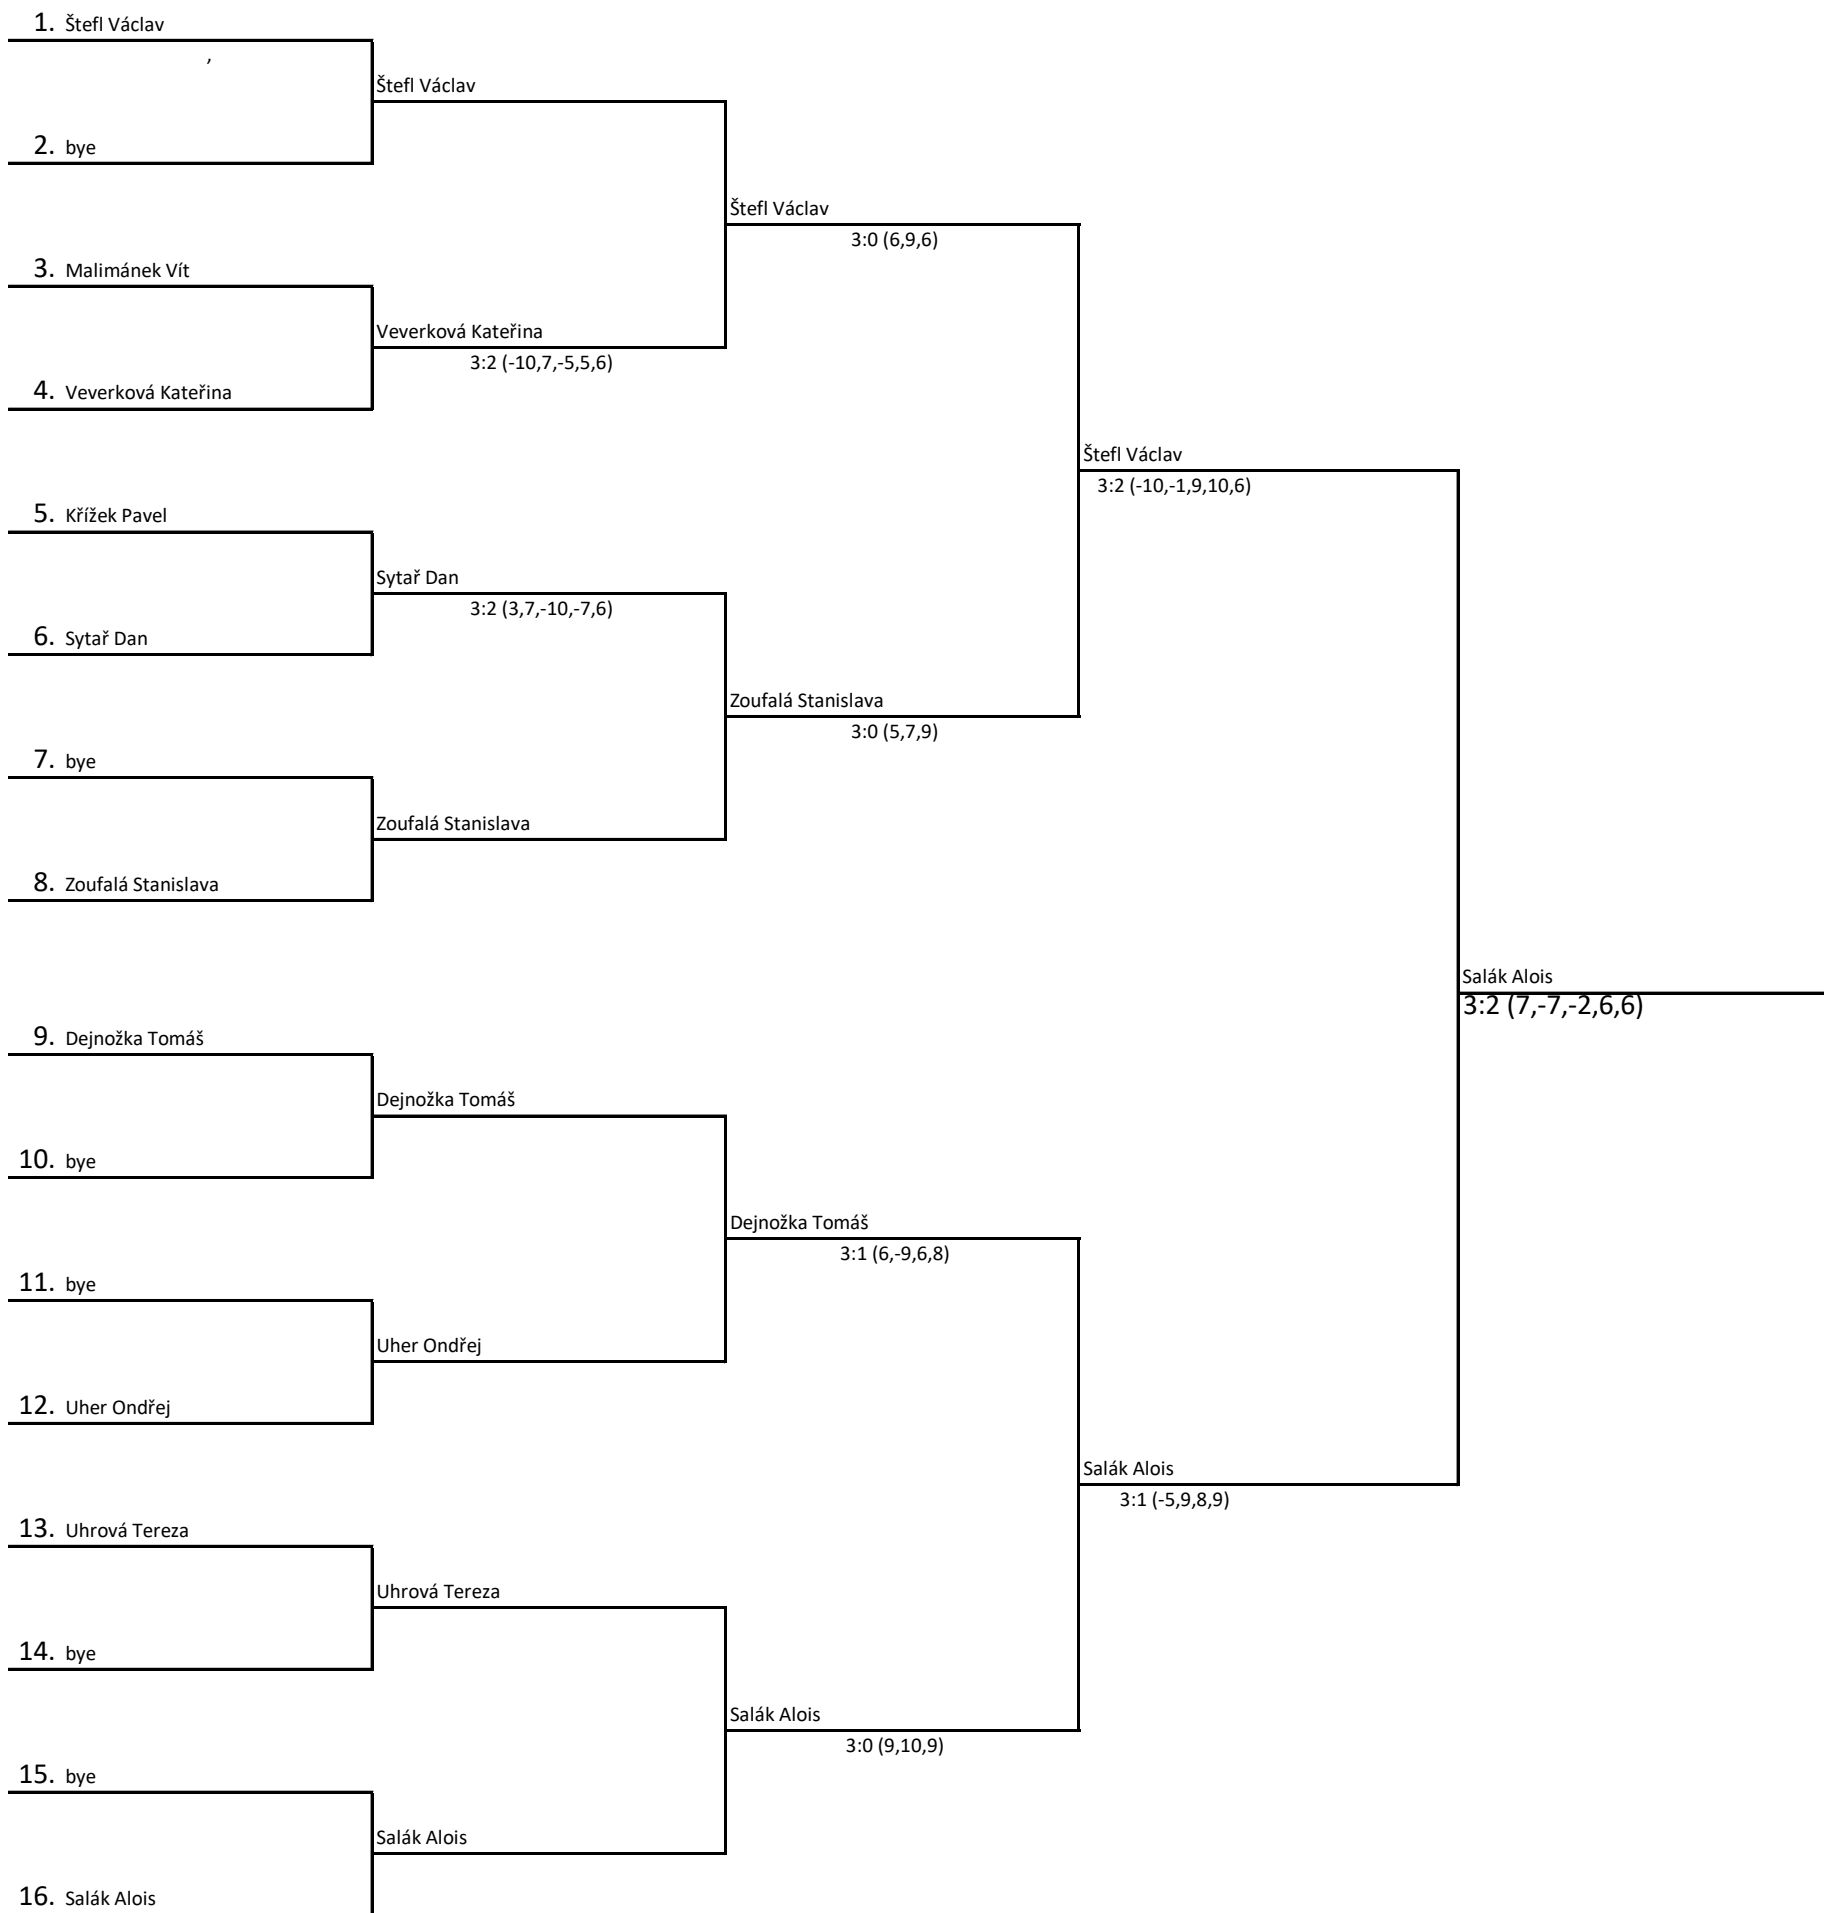 1. Štefl Václav
,
Štefl Václav
2. bye
Štefl Václav
3:0 (6,9,6)
3. Malimánek Vít
Veverková Kateřina
3:2 (-10,7,-5,5,6)
4. Veverková Kateřina
Štefl Václav
3:2 (-10,-1,9,10,6)
5. Křížek Pavel
Sytař Dan
3:2 (3,7,-10,-7,6)
6. Sytař Dan
Zoufalá Stanislava
3:0 (5,7,9)
7. bye
Zoufalá Stanislava
8. Zoufalá Stanislava
Salák Alois
3:2 (7,-7,-2,6,6)
9. Dejnožka Tomáš
Dejnožka Tomáš
10. bye
Dejnožka Tomáš
3:1 (6,-9,6,8)
11. bye
Uher Ondřej
12. Uher Ondřej
Salák Alois
3:1 (-5,9,8,9)
13. Uhrová Tereza
Uhrová Tereza
14. bye
Salák Alois
3:0 (9,10,9)
15. bye
Salák Alois
16. Salák Alois